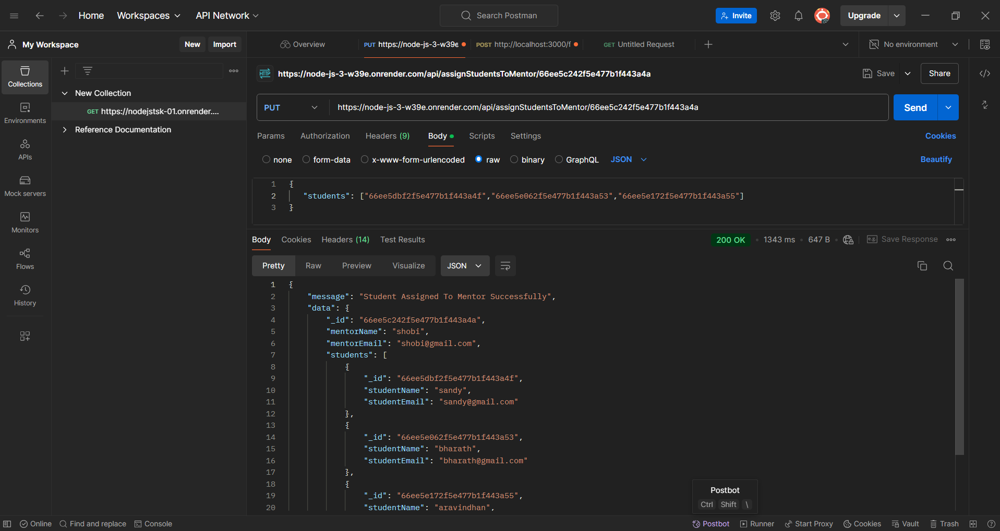 Home Workspaces API Network Search Postman Invite Upgrade
My Workspace New Import Overview PUT https://node-js-3-w39e POST http://localhost:3000/f GET Untitled Request No environment
Collections
Environments
APIs
Mock servers
Monitors
Flows
History
New Collection
GET https://nodejstsk-01.onrender....
Reference Documentation
HTTP https://node-js-3-w39e.onrender.com/api/assignStudentsToMentor/66ee5c242f5e477b1f443a4a Save Share
PUT https://node-js-3-w39e.onrender.com/api/assignStudentsToMentor/66ee5c242f5e477b1f443a4a Send
Params Authorization Headers (9) Body Scripts Settings Cookies
none form-data x-www-form-urlencoded raw binary GraphQL JSON Beautify
1 {
2 "students": ["66ee5dbf2f5e477b1f443a4f","66ee5e062f5e477b1f443a53","66ee5e172f5e477b1f443a55"]
3 }
Body Cookies Headers (14) Test Results 200 OK 1343 ms 647 B e.g. Save Response
Pretty Raw Preview Visualize JSON
1 {
2 "message": "Student Assigned To Mentor Successfully",
3 "data": {
4 "_id": "66ee5c242f5e477b1f443a4a",
5 "mentorName": "shobi",
6 "mentorEmail": "shobi@gmail.com",
7 "students": [
8 {
9 "_id": "66ee5dbf2f5e477b1f443a4f",
10 "studentName": "sandy",
11 "studentEmail": "sandy@gmail.com"
12 },
13 {
14 "_id": "66ee5e062f5e477b1f443a53",
15 "studentName": "bharath",
16 "studentEmail": "bharath@gmail.com"
17 },
18 {
19 "_id": "66ee5e172f5e477b1f443a55",
20 "studentName": "aravindhan",
Postbot
Ctrl Shift \
Online Find and replace Console Postbot Runner Start Proxy Cookies Vault Trash